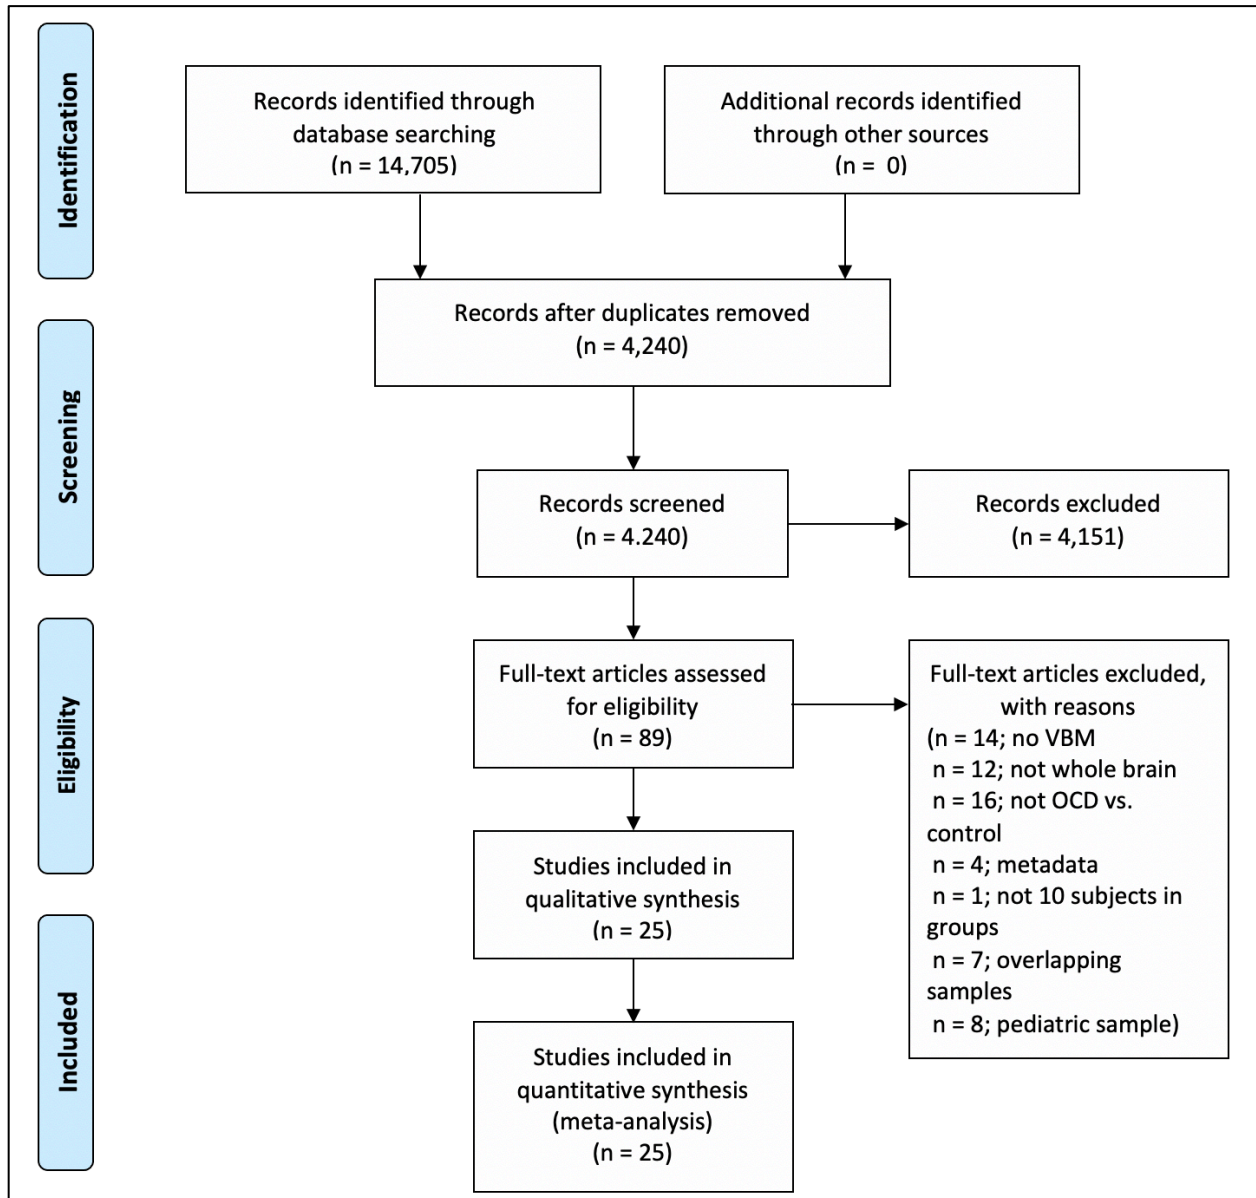 Identification
Records identified through
database searching
(n = 14,705)
Additional records identified
through other sources
(n = 0)
Records after duplicates removed
(n = 4,240)
Screening
Records screened
(n = 4.240)
Records excluded
(n = 4,151)
Eligibility
Full-text articles assessed
for eligibility
(n = 89)
Full-text articles excluded,
with reasons
(n = 14; no VBM
n = 12; not whole brain
n = 16; not OCD vs.
control
n = 4; metadata
n = 1; not 10 subjects in
groups
n = 7; overlapping
samples
n = 8; pediatric sample)
Studies included in
qualitative synthesis
(n = 25)
Included
Studies included in
quantitative synthesis
(meta-analysis)
(n = 25)